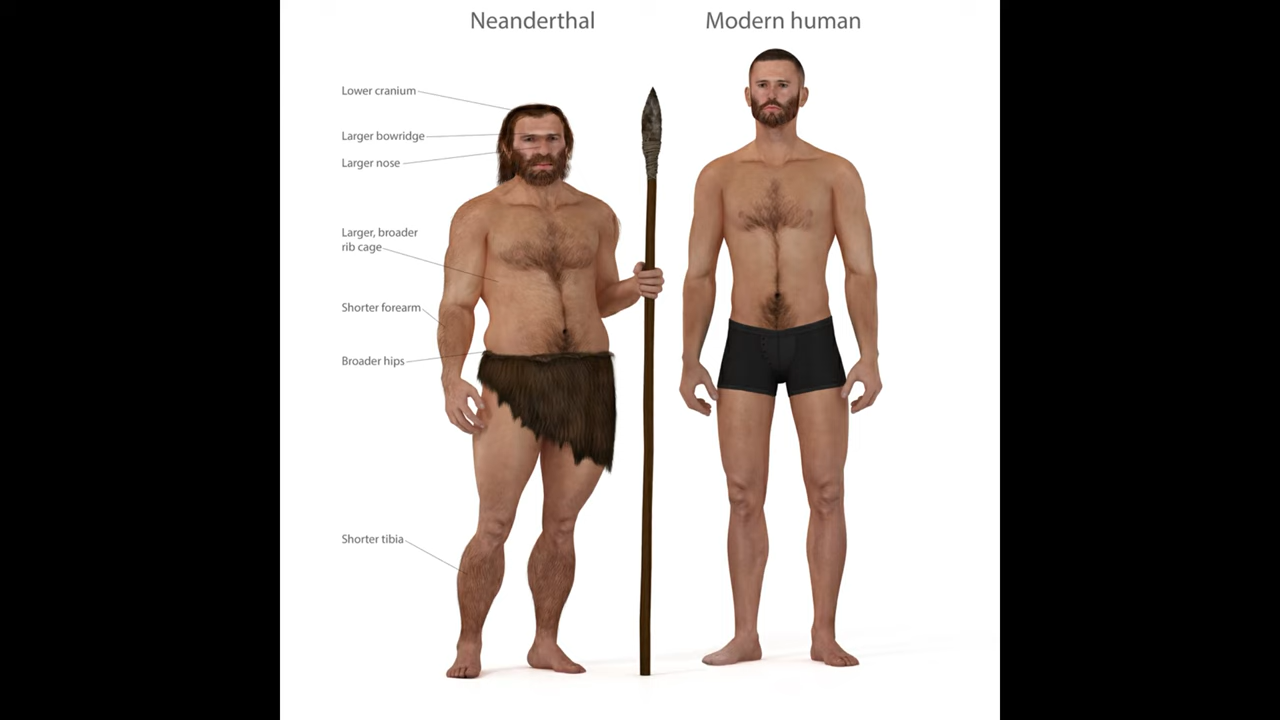 Neanderthal
Modern human
Lower cranium
Larger bowridge
Larger nose
Larger, broader
rib cage
Shorter forearm
Broader hips
Shorter tibia